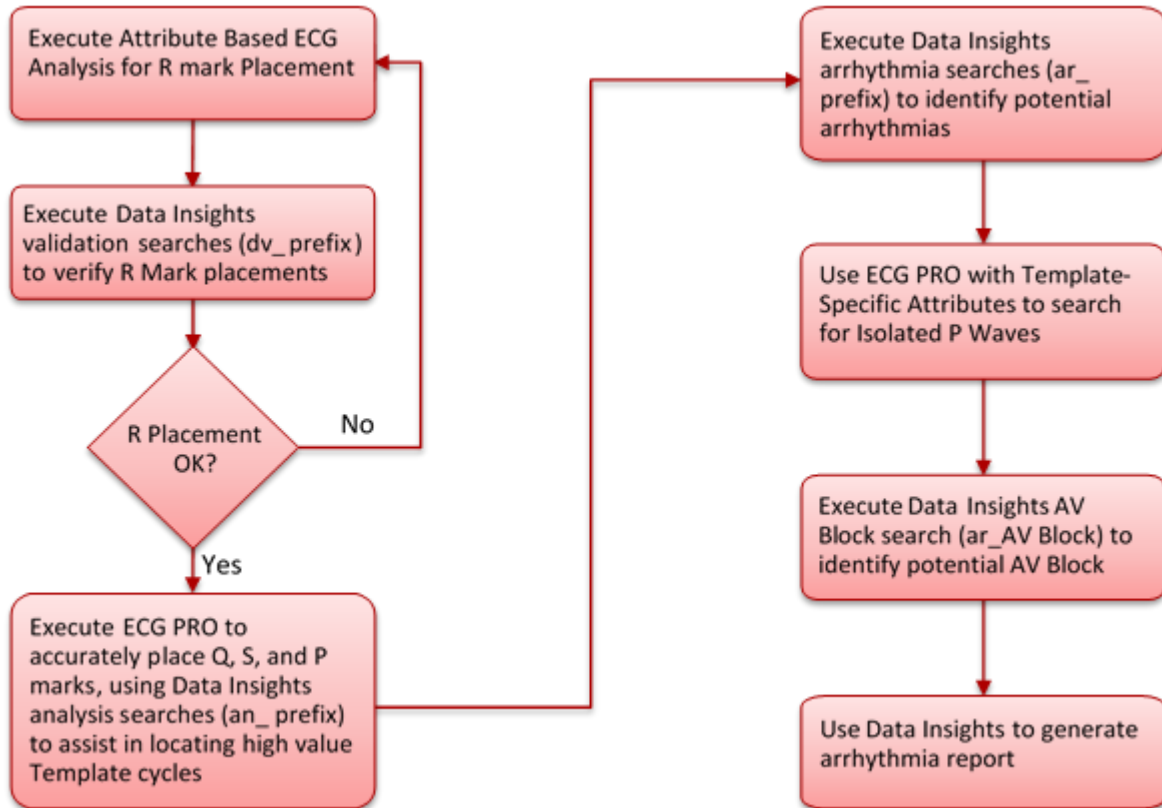 Execute Attribute Based ECG
Analysis for R mark Placement
Execute Data Insights
validation searches (dv_ prefix)
to verify R Mark placements
R Placement
OK?
No
Yes
Execute ECG PRO to
accurately place Q, S, and P
marks, using Data Insights
analysis searches (an_ prefix)
to assist in locating high value
Template cycles
Execute Data Insights
arrhythmia searches (ar_
prefix) to identify potential
arrhythmias
Use ECG PRO with Template-
Specific Attributes to search
for Isolated P Waves
Execute Data Insights AV
Block search (ar_AV Block) to
identify potential AV Block
Use Data Insights to generate
arrhythmia report